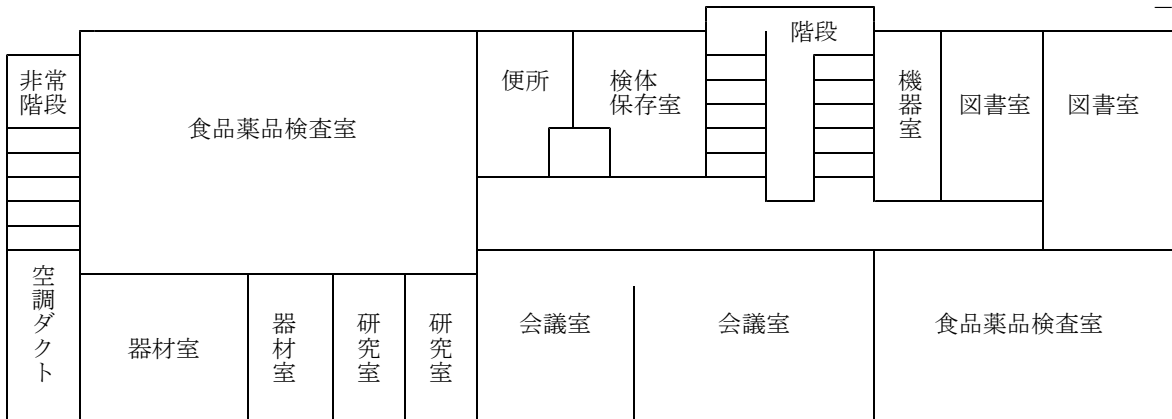 階段
非常
階段
便所
検体
保存室
機器室
図書室
図書室
食品薬品検査室
空調ダクト
器材室
器材室
研究室
研究室
会議室
会議室
食品薬品検査室